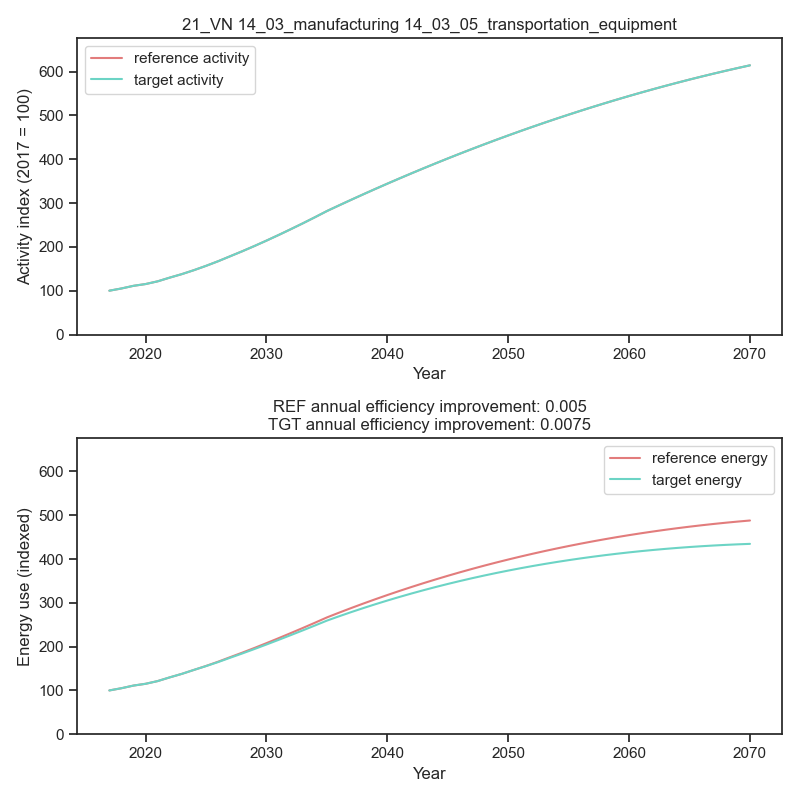 21_VN 14_03_manufacturing 14_03_05_transportation_equipment
reference activity
target activity
Activity index (2017 = 100)
600
500
400
300
200
100
0
2020 2030 2040 2050 2060 2070
Year
REF annual efficiency improvement: 0.005
TGT annual efficiency improvement: 0.0075
reference energy
target energy
Energy use (indexed)
600
500
400
300
200
100
0
2020 2030 2040 2050 2060 2070
Year